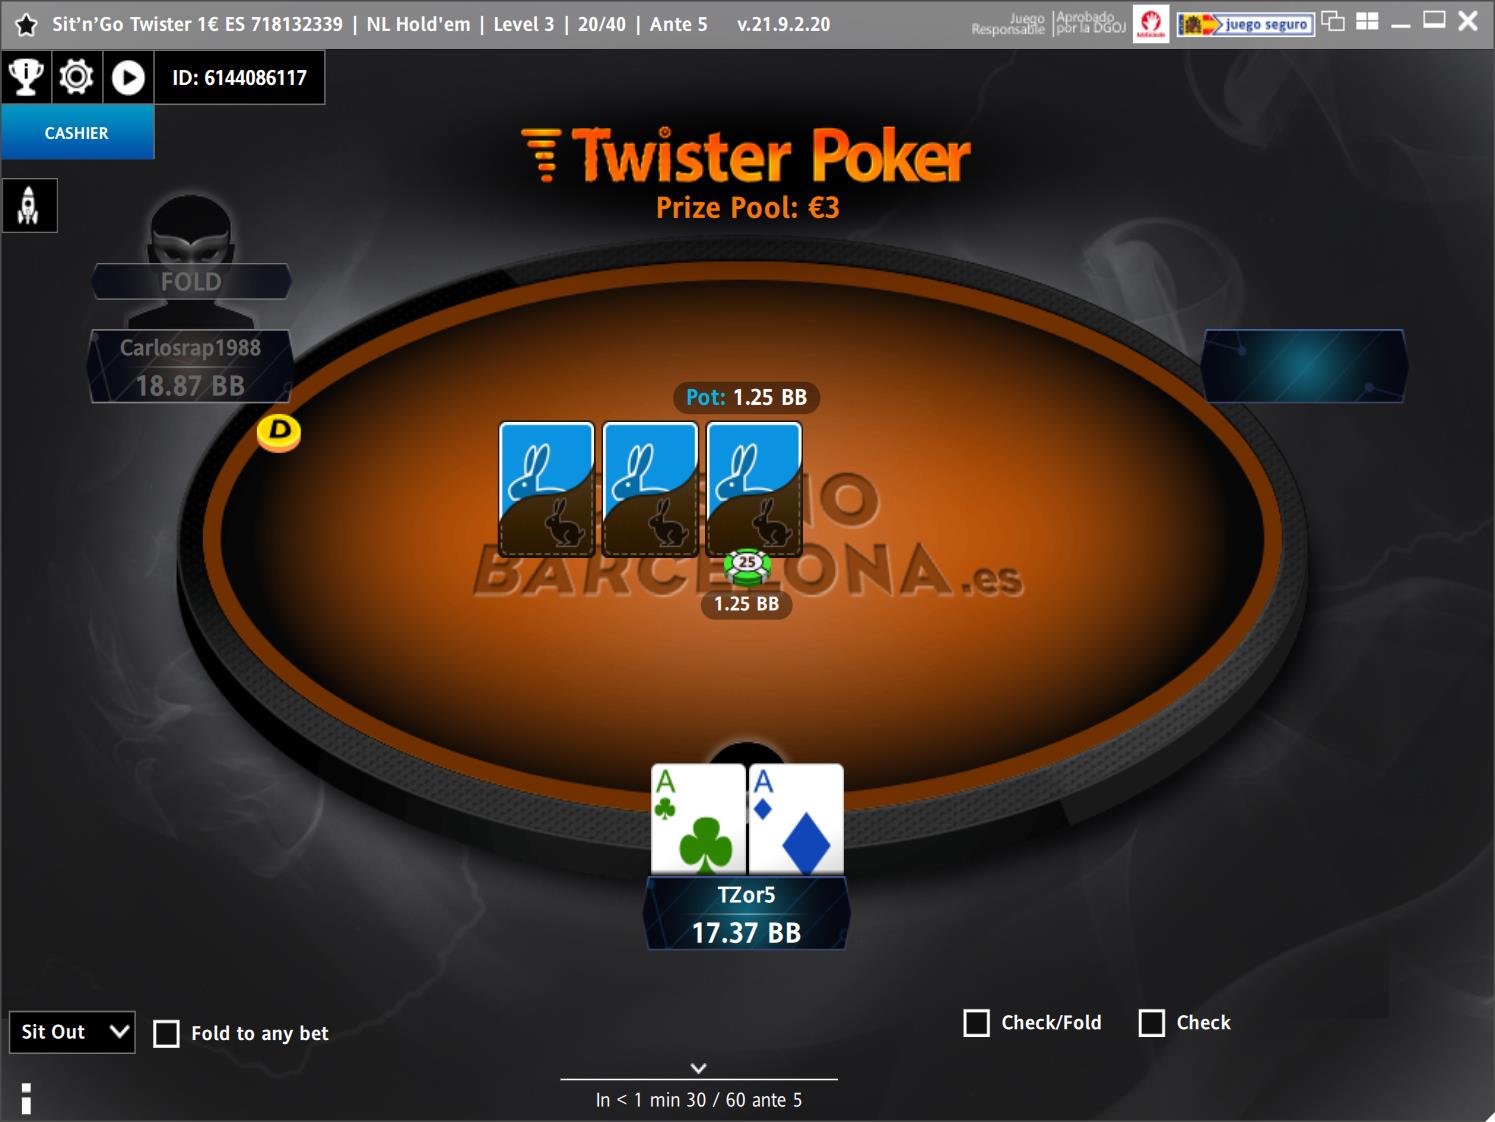 Sit’n’Go Twister 1€ ES 718132339 | NL Hold'em | Level 3 | 20/40 | Ante 5 v.21.9.2.20
Juego Responsable
Aprobado por la DGOJ
juego seguro
ID: 6144086117
CASHIER
Twister Poker
Prize Pool: €3
FOLD
Carlosrap1988
18.87 BB
D
Pot: 1.25 BB
BARCELONA.es
25
1.25 BB
A
A
TZor5
17.37 BB
Sit Out
Fold to any bet
Check/Fold
Check
In < 1 min 30 / 60 ante 5